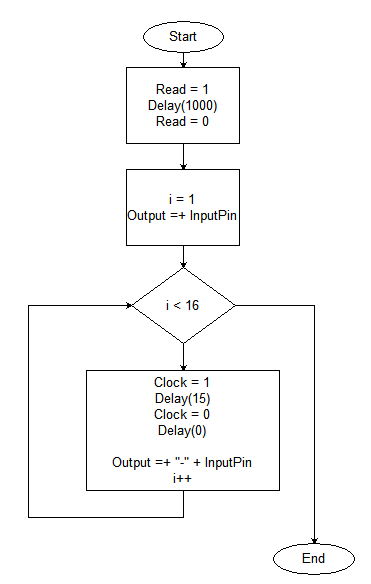 Start
Read = 1
Delay(1000)
Read = 0
i = 1
Output =+ InputPin
i < 16
Clock = 1
Delay(15)
Clock = 0
Delay(0)
Output =+ "-" + InputPin
i++
End